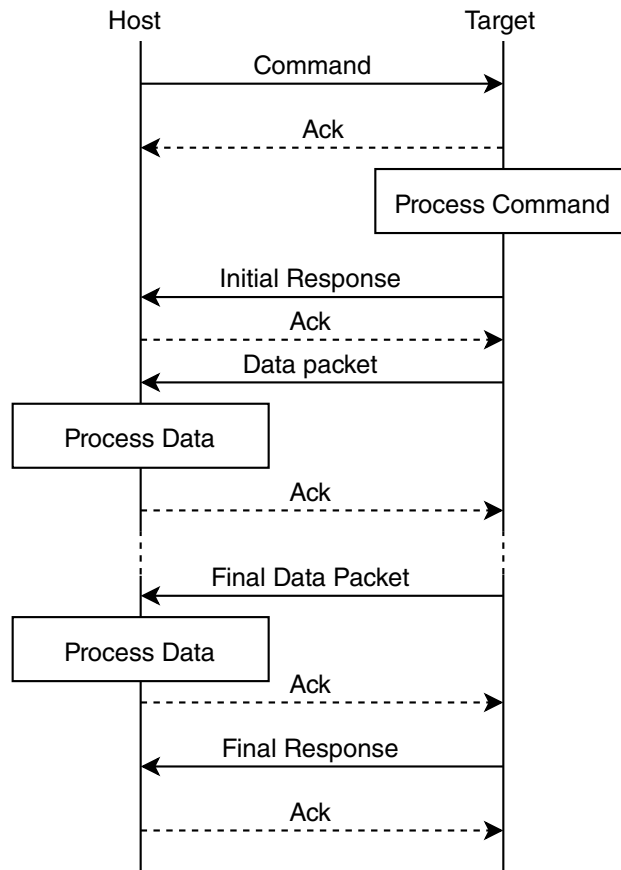 Host
Target
Command
Ack
Process Command
Initial Response
Ack
Data packet
Process Data
Ack
Final Data Packet
Process Data
Ack
Final Response
Ack